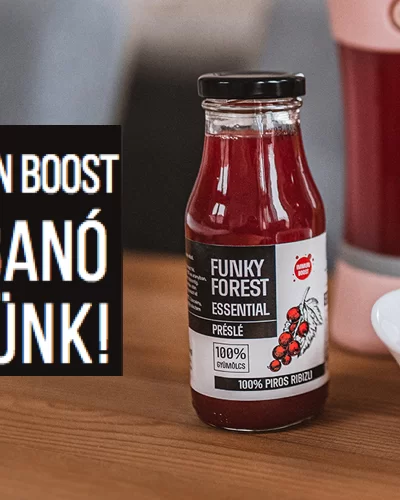 N BOOST
BANÓ
ÜNK!
FUNKY
FOREST
ESSENTIAL
PRÉSLÉ
100%
GYÜMÖLCS
100% PIROS RIBIZLI